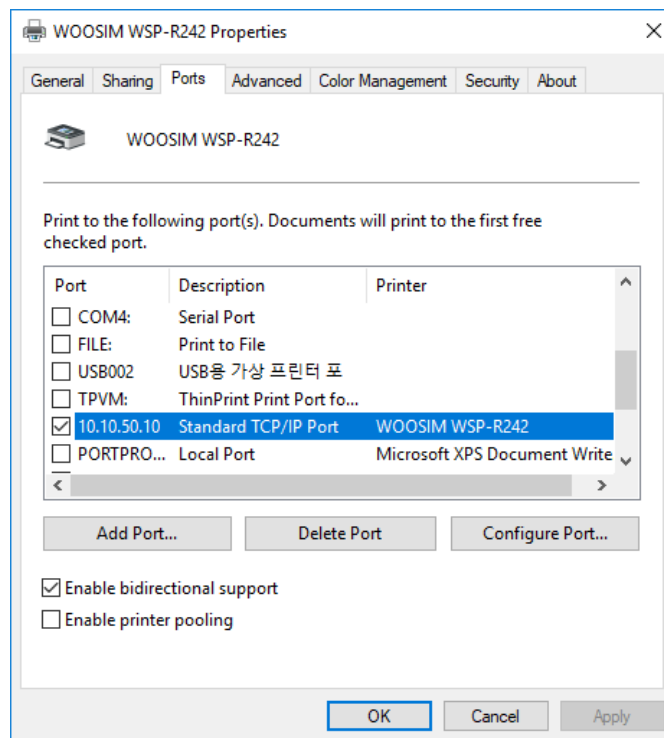 WOOSIM WSP-R242 Properties
General Sharing Ports Advanced Color Management Security About
WOOSIM WSP-R242
Print to the following port(s). Documents will print to the first free
checked port.
Port Description Printer
COM4: Serial Port
FILE: Print to File
USB002 USB용 가상 프린터 포
TPVM: ThinPrint Print Port fo...
10.10.50.10 Standard TCP/IP Port WOOSIM WSP-R242
PORTPRO... Local Port Microsoft XPS Document Write
Add Port... Delete Port Configure Port...
Enable bidirectional support
Enable printer pooling
OK Cancel Apply